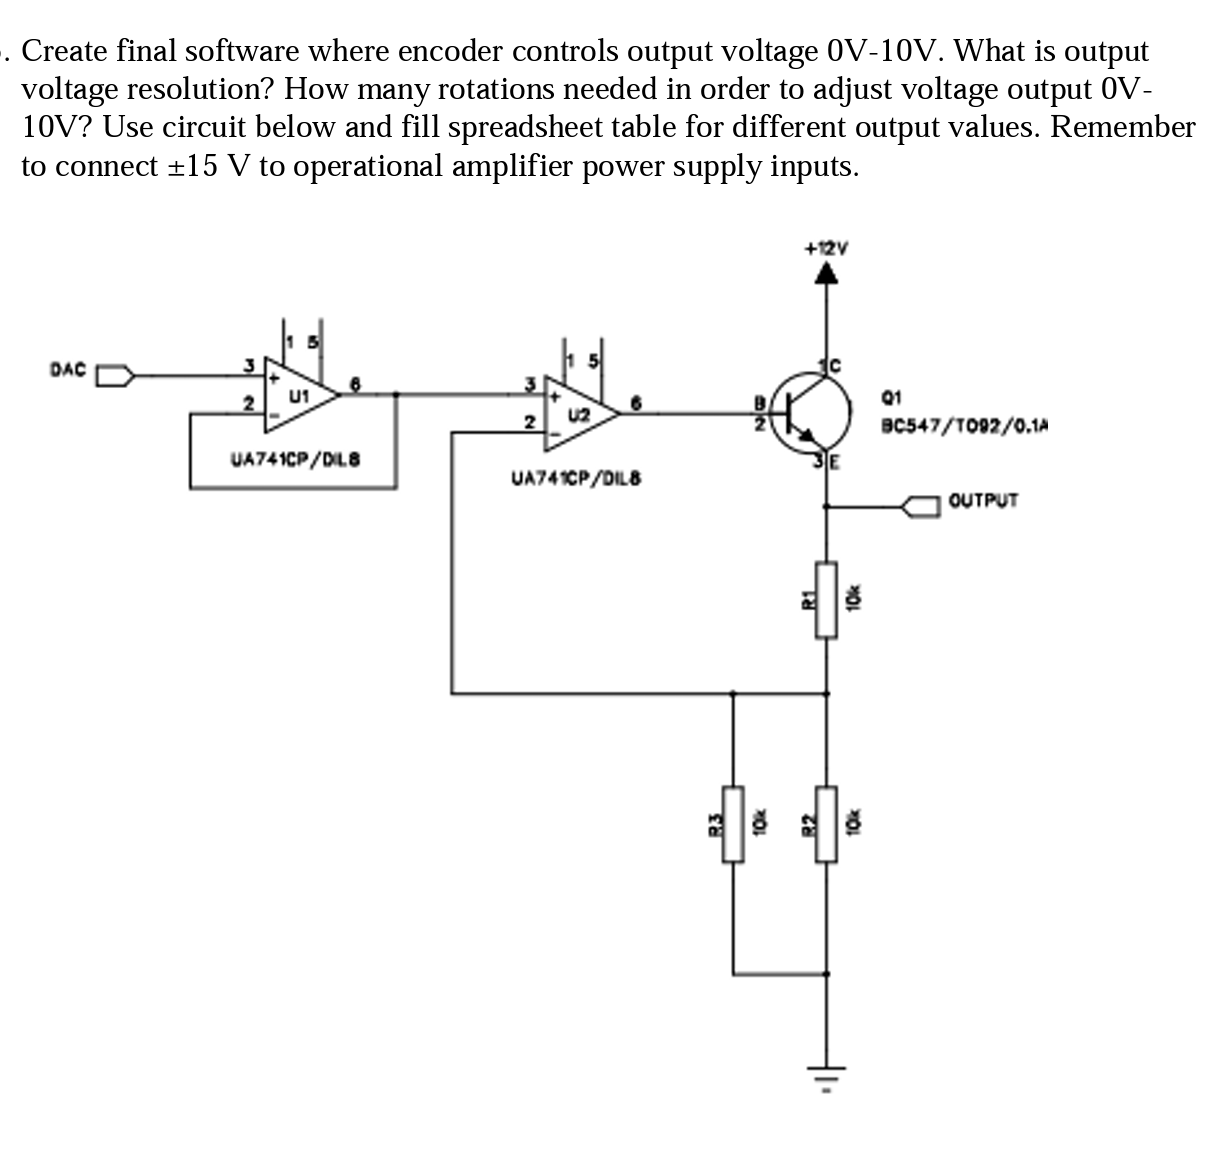 . Create final software where encoder controls output voltage 0V-10V. What is output
voltage resolution? How many rotations needed in order to adjust voltage output 0V-
10V? Use circuit below and fill spreadsheet table for different output values. Remember
to connect ±15 V to operational amplifier power supply inputs.
+12V
DAC
3
2
1 5
+
-
U1
6
UA741CP/DIL8
3
2
1 5
+
-
U2
6
UA741CP/DIL8
B
2
1C
3E
Q1
BC547/TO92/0.1A
OUTPUT
R1
10k
R3
10k
R2
10k